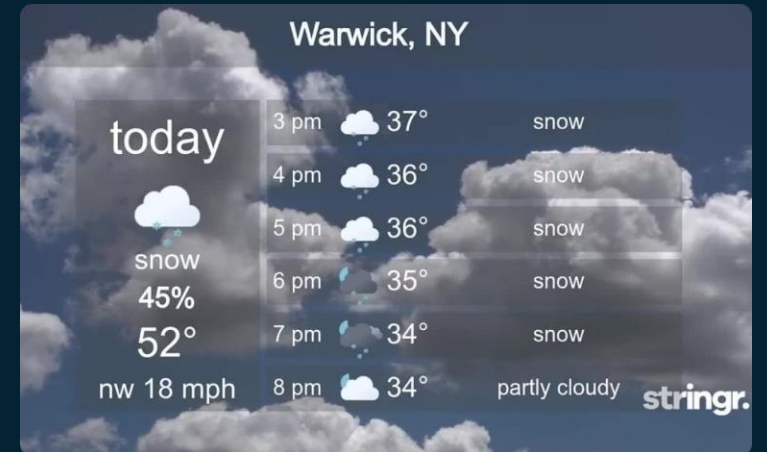 Warwick, NY
today
snow
45%
52°
nw 18 mph
3 pm 37° snow
4 pm 36° snow
5 pm 36° snow
6 pm 35° snow
7 pm 34° snow
8 pm 34° partly cloudy
stringr.